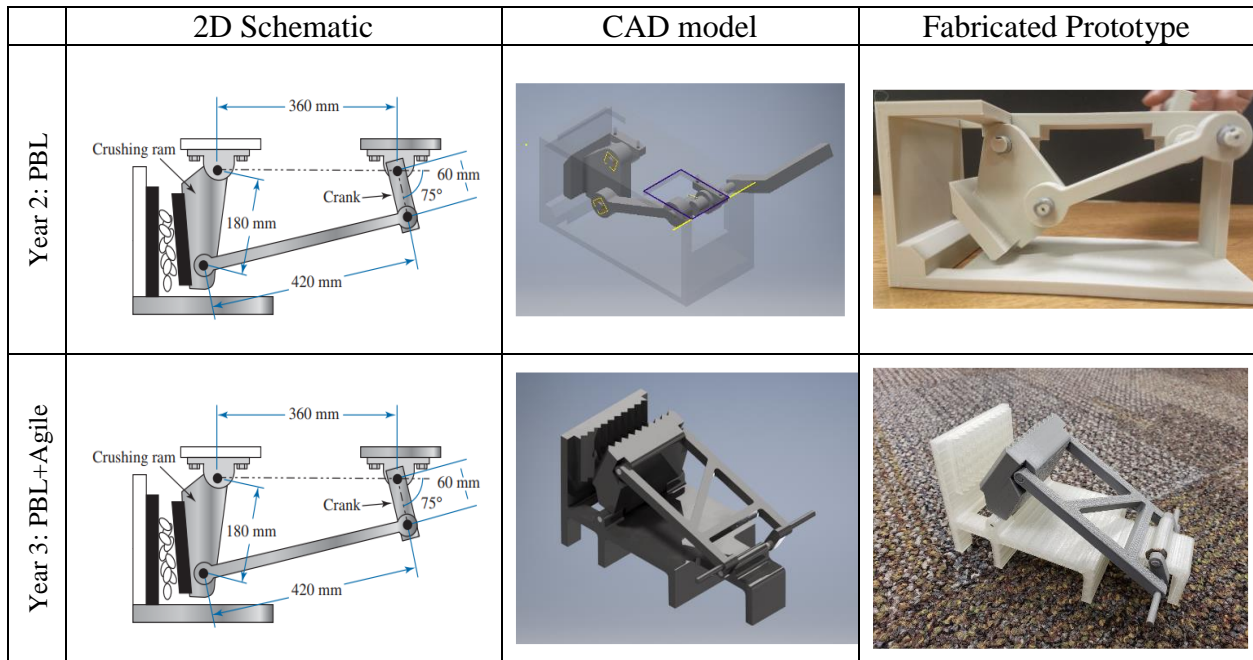 2D Schematic
CAD model
Fabricated Prototype
Year 2: PBL
360 mm
Crushing ram
60 mm
Crank
75°
180 mm
420 mm
Year 3: PBL+Agile
360 mm
Crushing ram
60 mm
Crank
75°
180 mm
420 mm